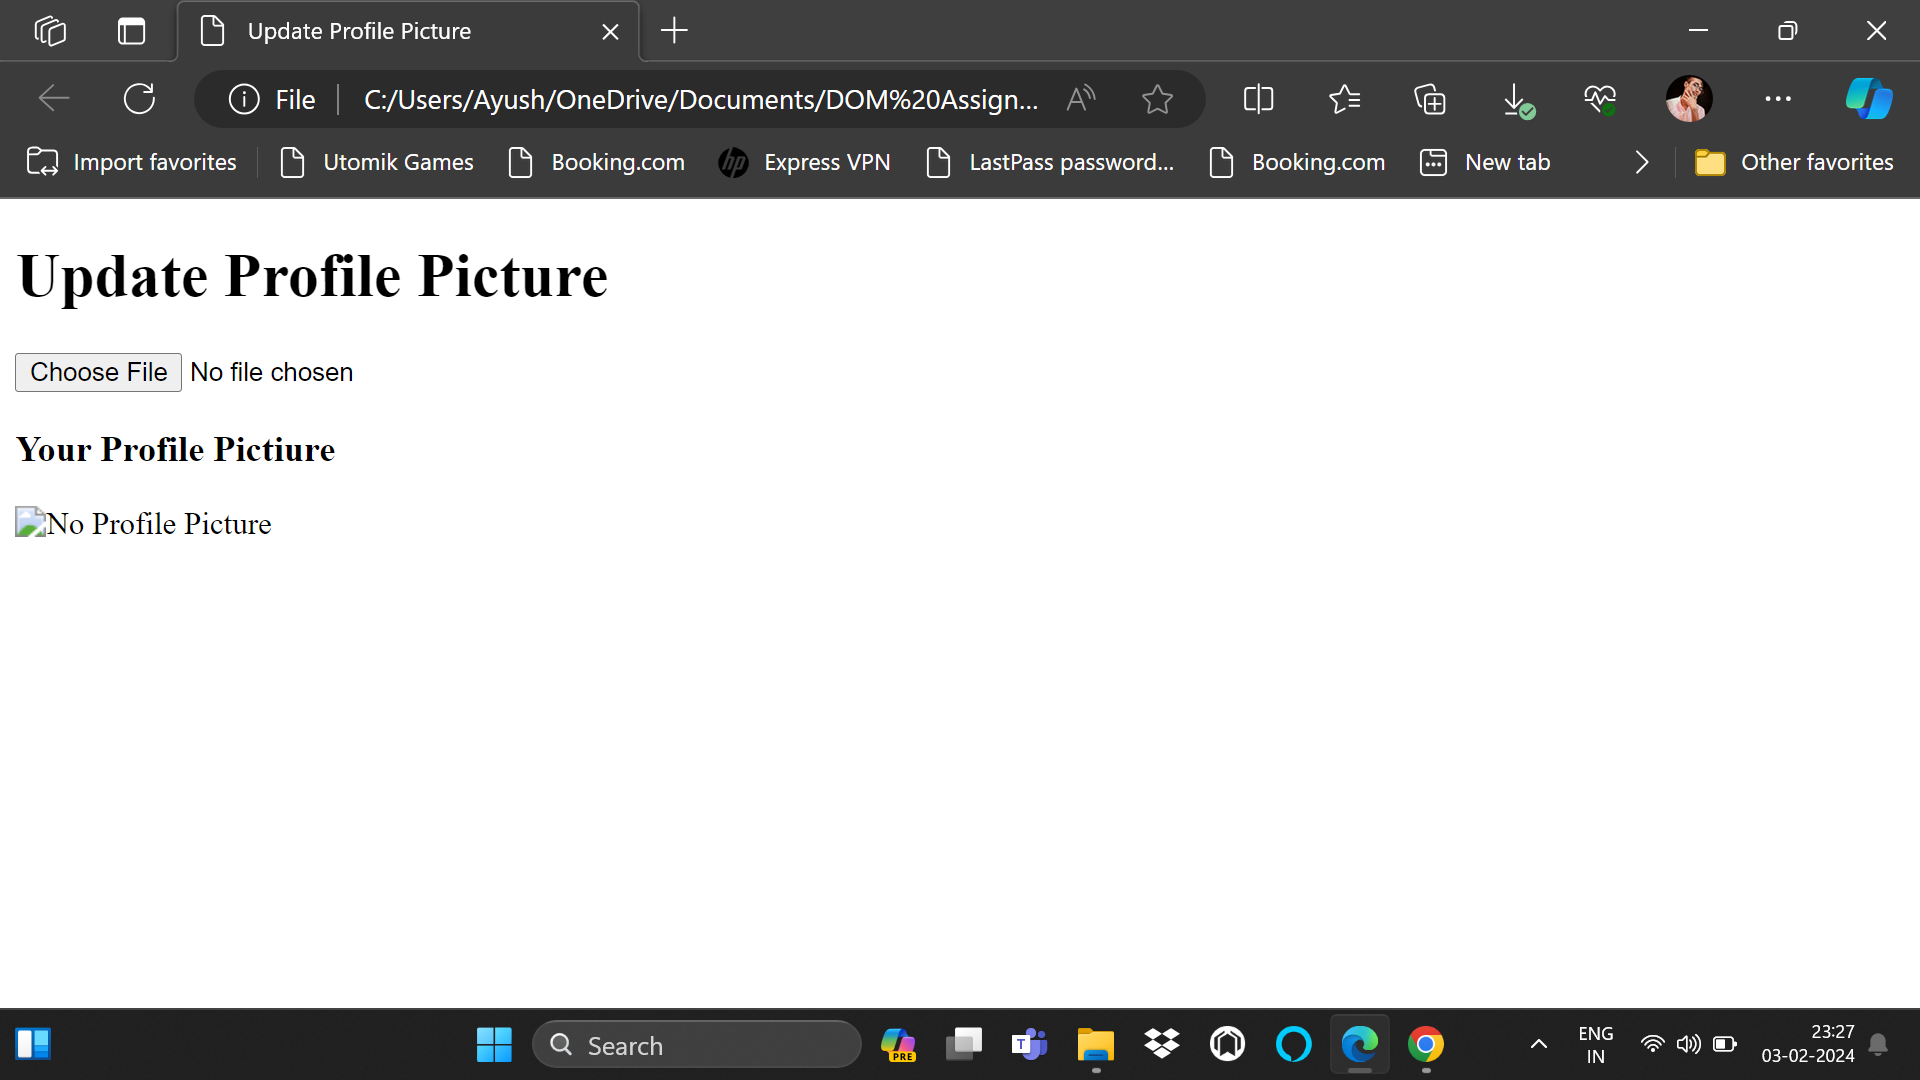 Update Profile Picture
File C:/Users/Ayush/OneDrive/Documents/DOM%20Assign...
Import favorites Utomik Games Booking.com Express VPN LastPass password... Booking.com New tab Other favorites
Update Profile Picture
Choose File No file chosen
Your Profile Pictiure
No Profile Picture
Search PRE T ENG 23:27
IN 03-02-2024